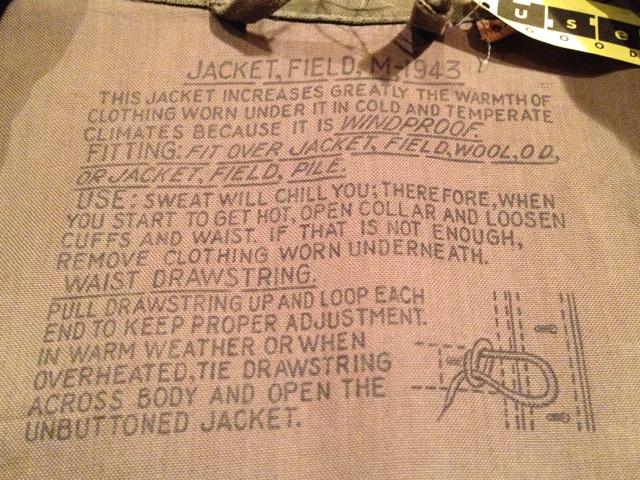 use
GOOD
JACKET, FIELD, M-1943
THIS JACKET INCREASES GREATLY THE WARMTH OF
CLOTHING WORN UNDER IT IN COLD AND TEMPERATE
CLIMATES BECAUSE IT IS WINDPROOF.
FITTING: FIT OVER JACKET, FIELD, WOOL, O D,
OR JACKET, FIELD, PILE.
USE: SWEAT WILL CHILL YOU; THEREFORE, WHEN
YOU START TO GET HOT, OPEN COLLAR AND LOOSEN
CUFFS AND WAIST. IF THAT IS NOT ENOUGH,
REMOVE CLOTHING WORN UNDERNEATH.
WAIST DRAWSTRING.
PULL DRAWSTRING UP AND LOOP EACH
END TO KEEP PROPER ADJUSTMENT.
IN WARM WEATHER OR WHEN
OVERHEATED, TIE DRAWSTRING
ACROSS BODY AND OPEN THE
UNBUTTONED JACKET.